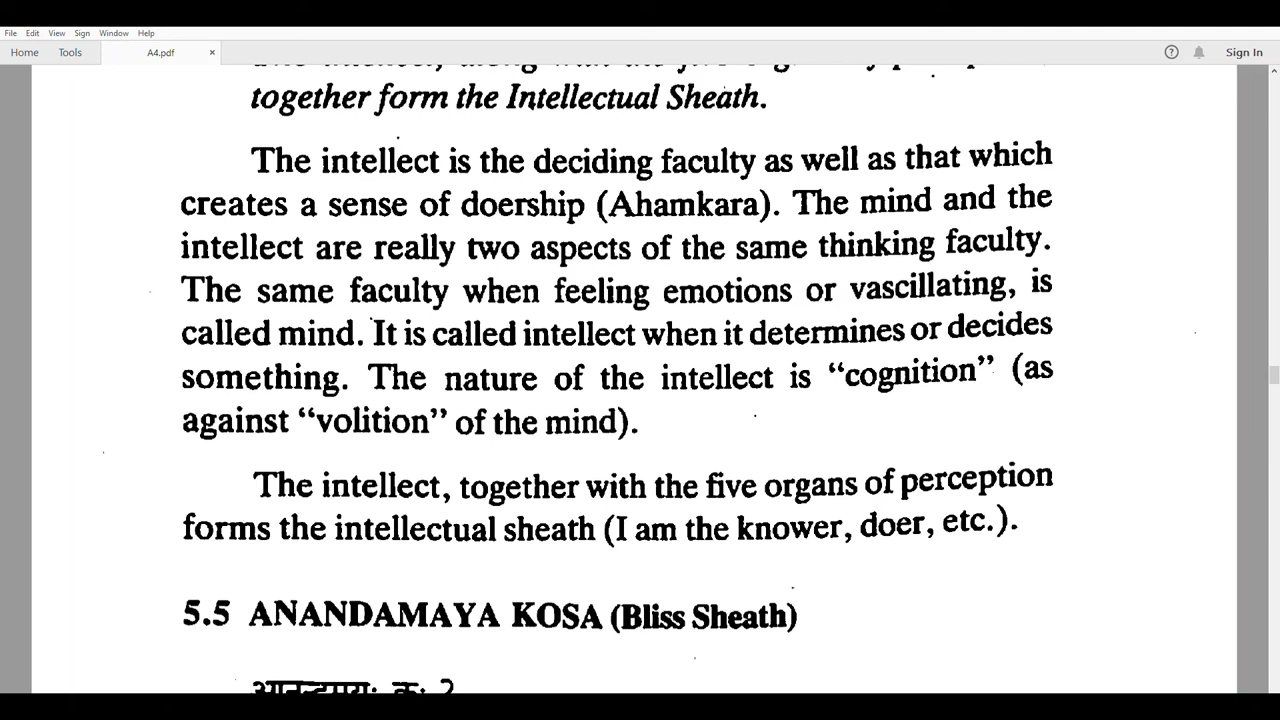 File Edit View Sign Window Help
Home Tools A4.pdf × Sign In
together form the Intellectual Sheath.
The intellect is the deciding faculty as well as that which
creates a sense of doership (Ahamkara). The mind and the
intellect are really two aspects of the same thinking faculty.
The same faculty when feeling emotions or vascillating, is
called mind. It is called intellect when it determines or decides
something. The nature of the intellect is “cognition” (as
against “volition” of the mind).
The intellect, together with the five organs of perception
forms the intellectual sheath (I am the knower, doer, etc.).
5.5 ANANDAMAYA KOSA (Bliss Sheath)
आनन्दमयः कः ?